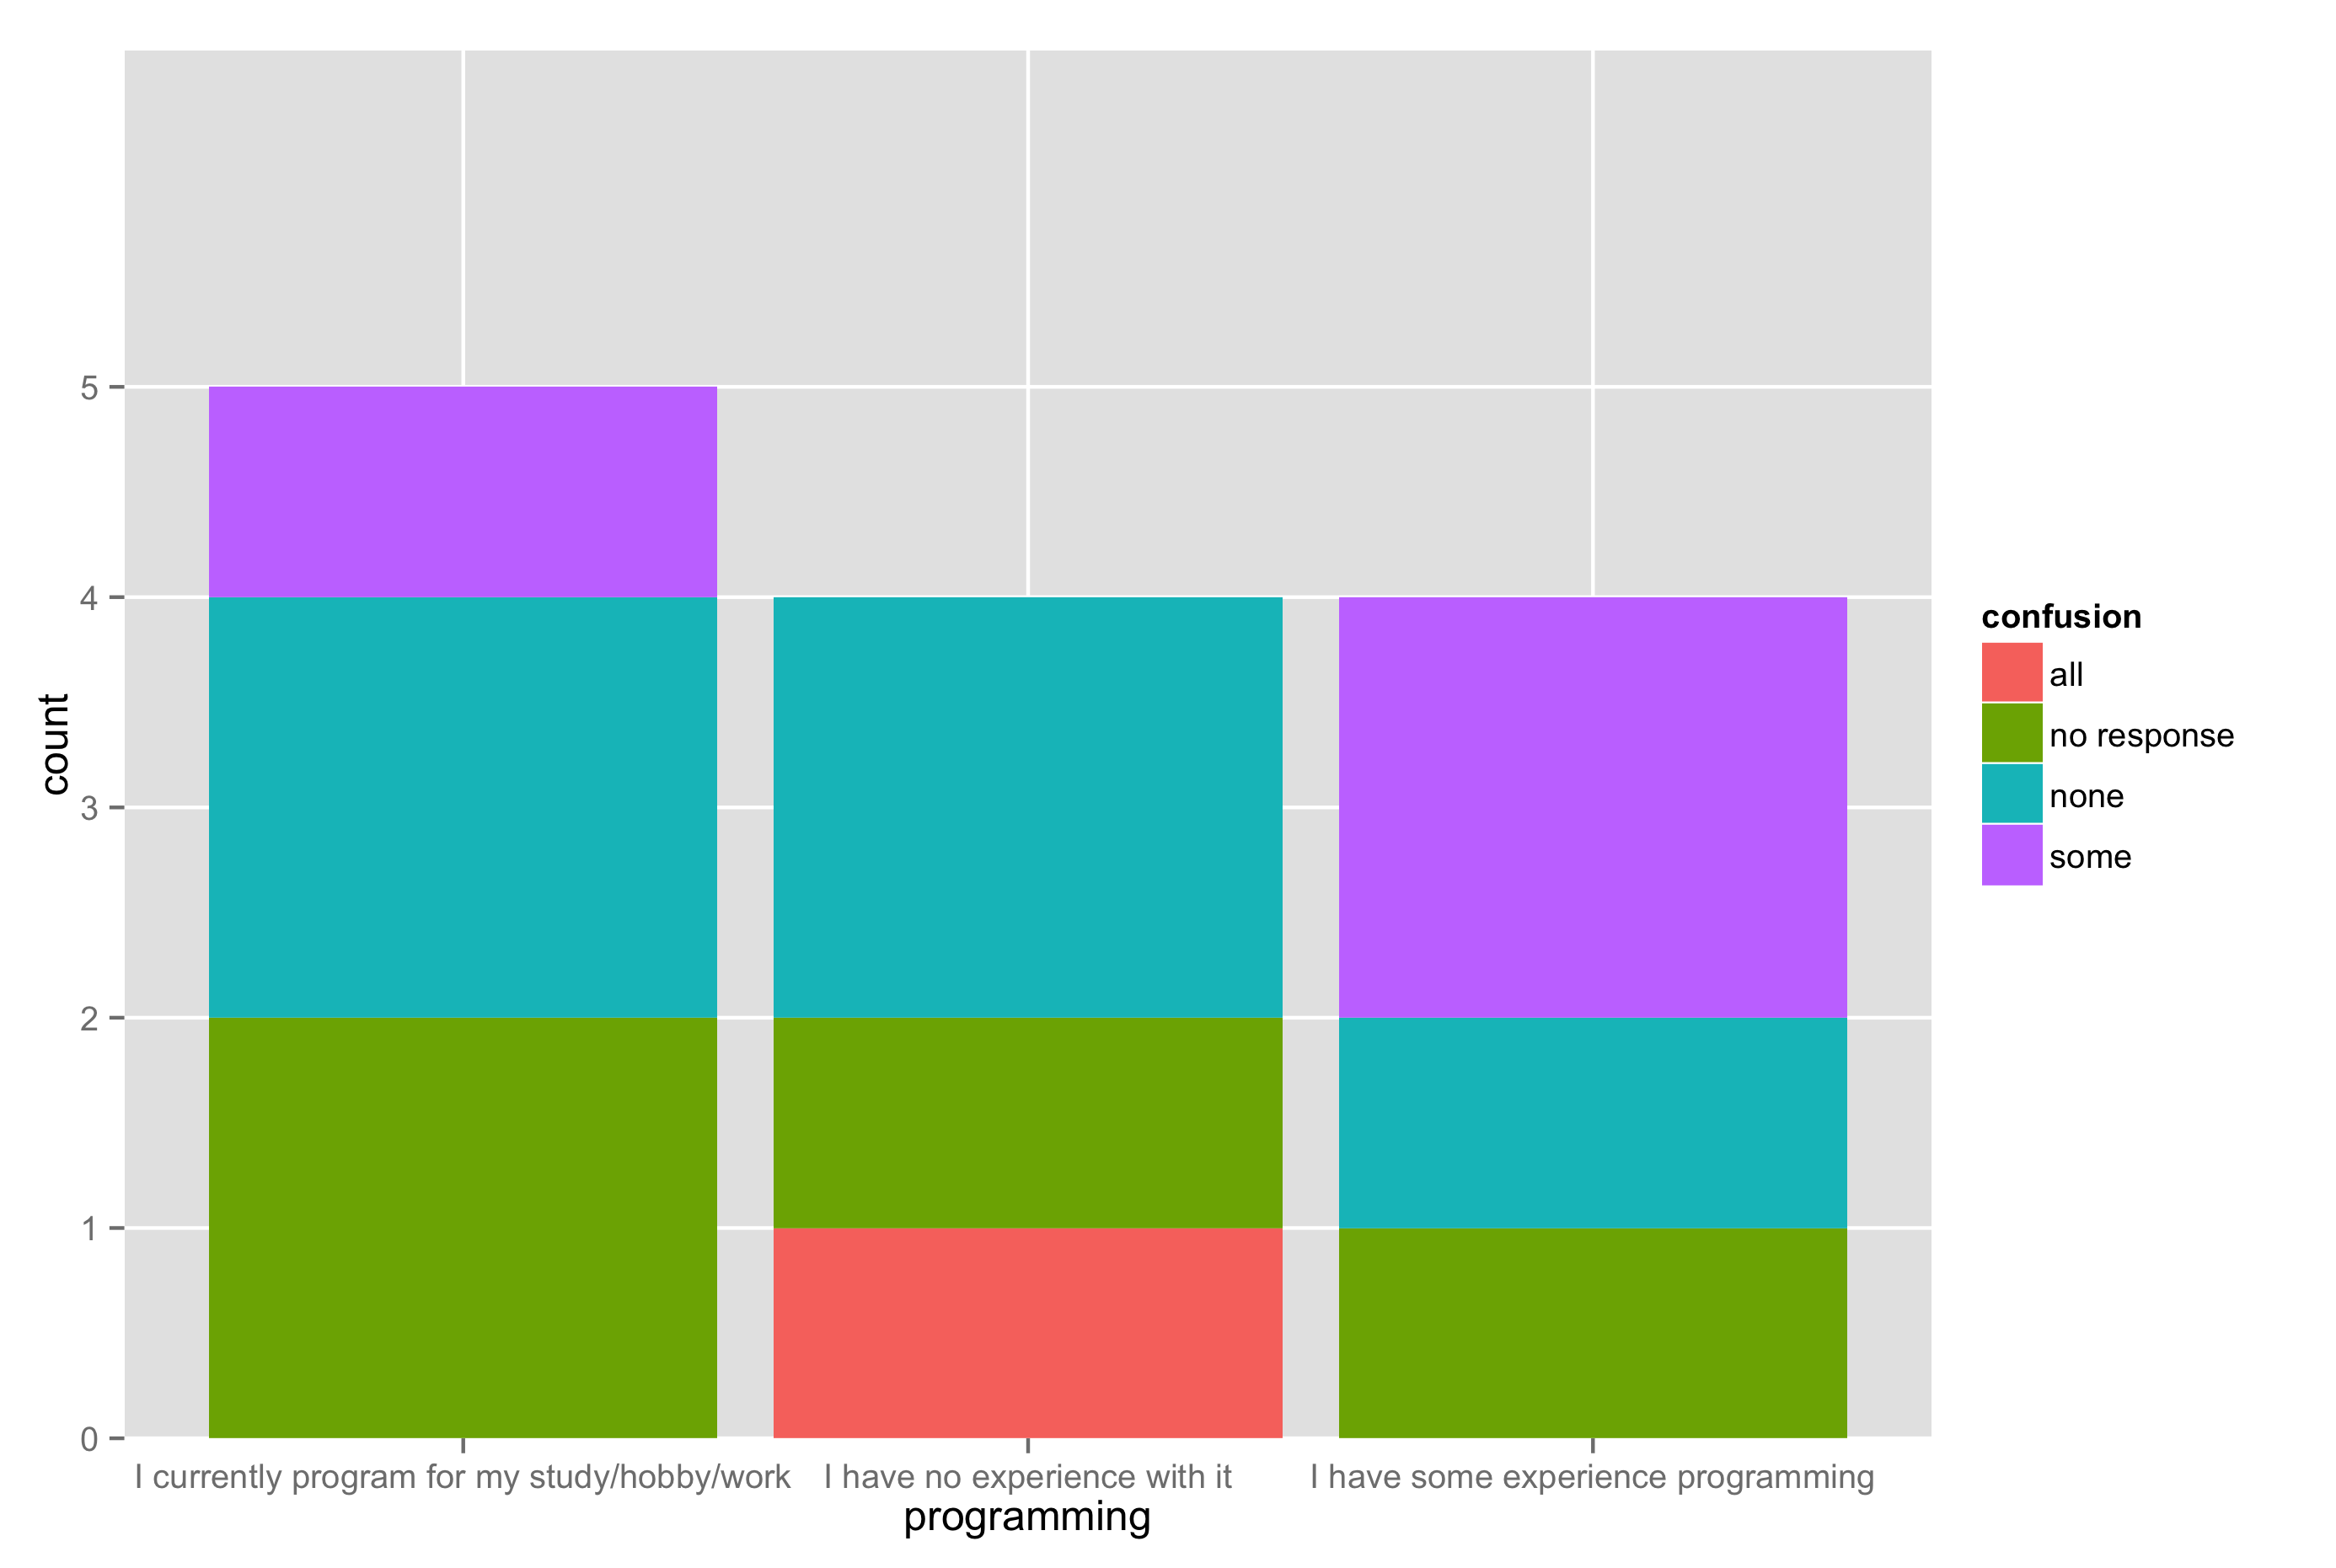 count
5
4
3
2
1
0
I currently program for my study/hobby/work
I have no experience with it
I have some experience programming
programming
confusion
all
no response
none
some